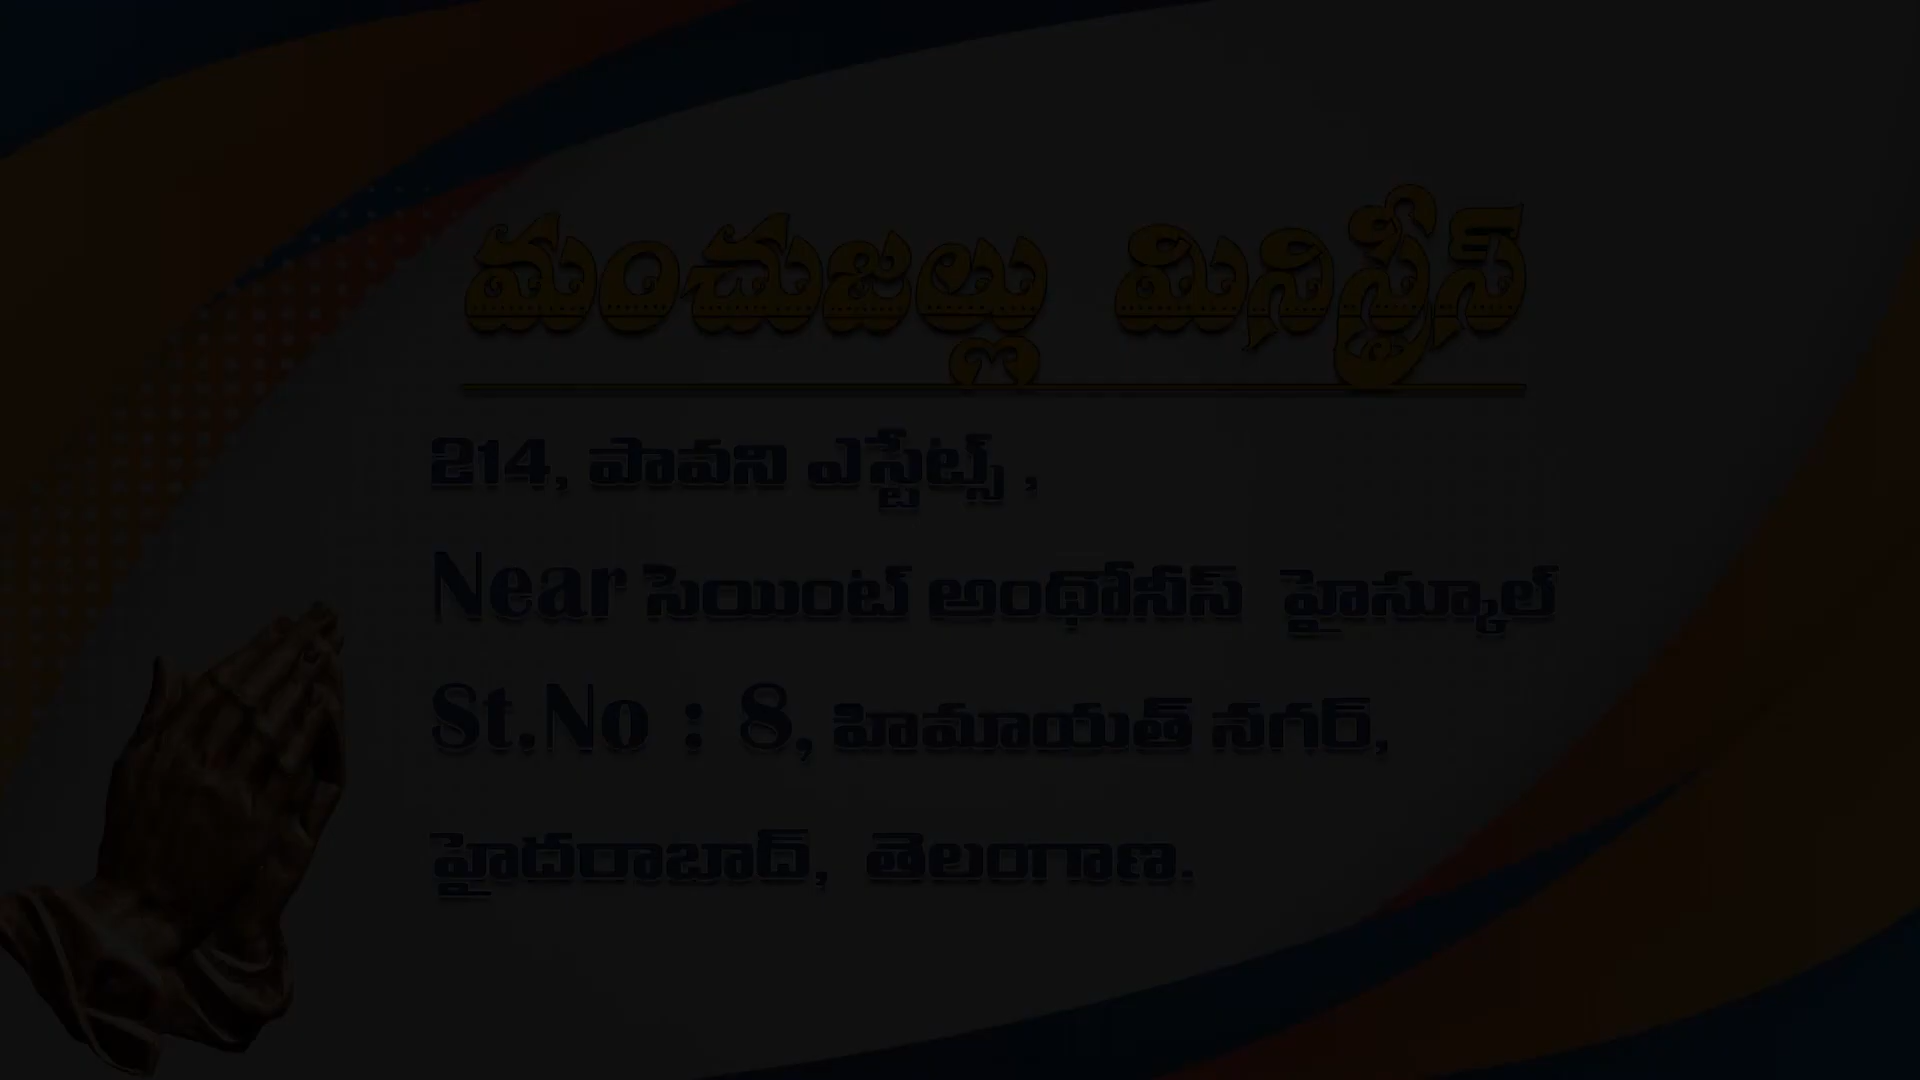 మంచుజల్లు మినిస్ట్రీస్
214, పావని ఎస్టేట్స్ ,
Near సెయింట్ అంథోనీస్ హైస్కూల్
St.No : 8, హిమాయత్ నగర్,
హైదరాబాద్, తెలంగాణ.